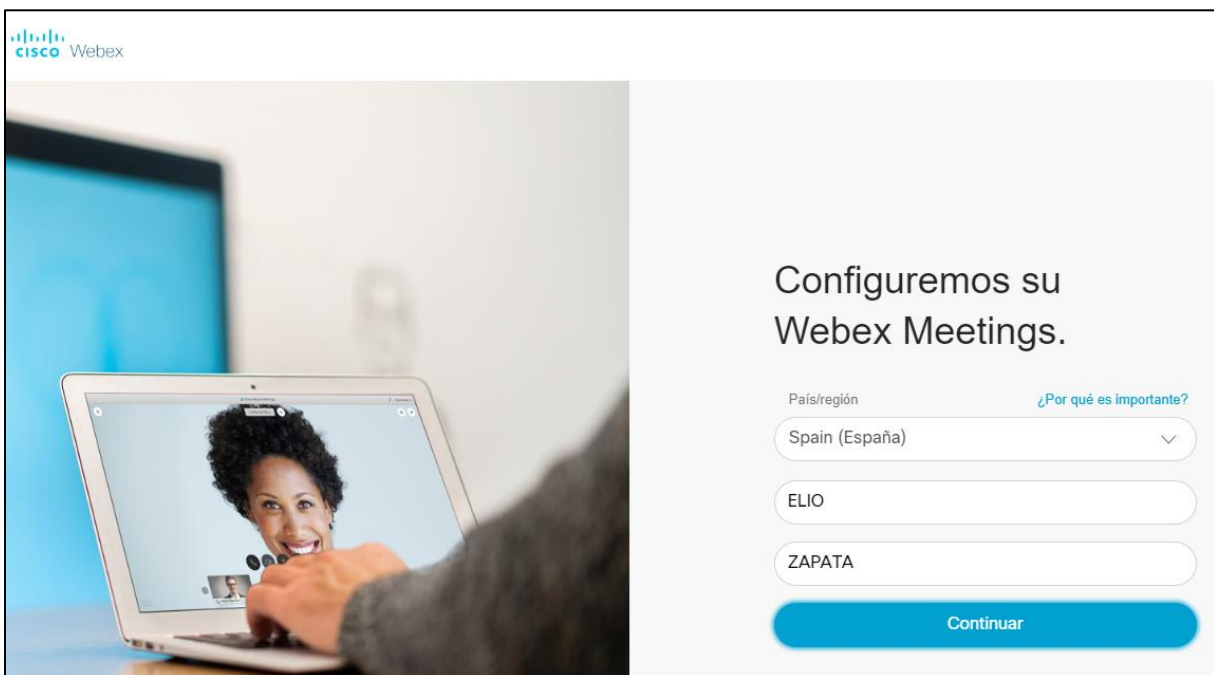 cisco Webex
Configuremos su
Webex Meetings.
País/región ¿Por qué es importante?
Spain (España)
ELIO
ZAPATA
Continuar